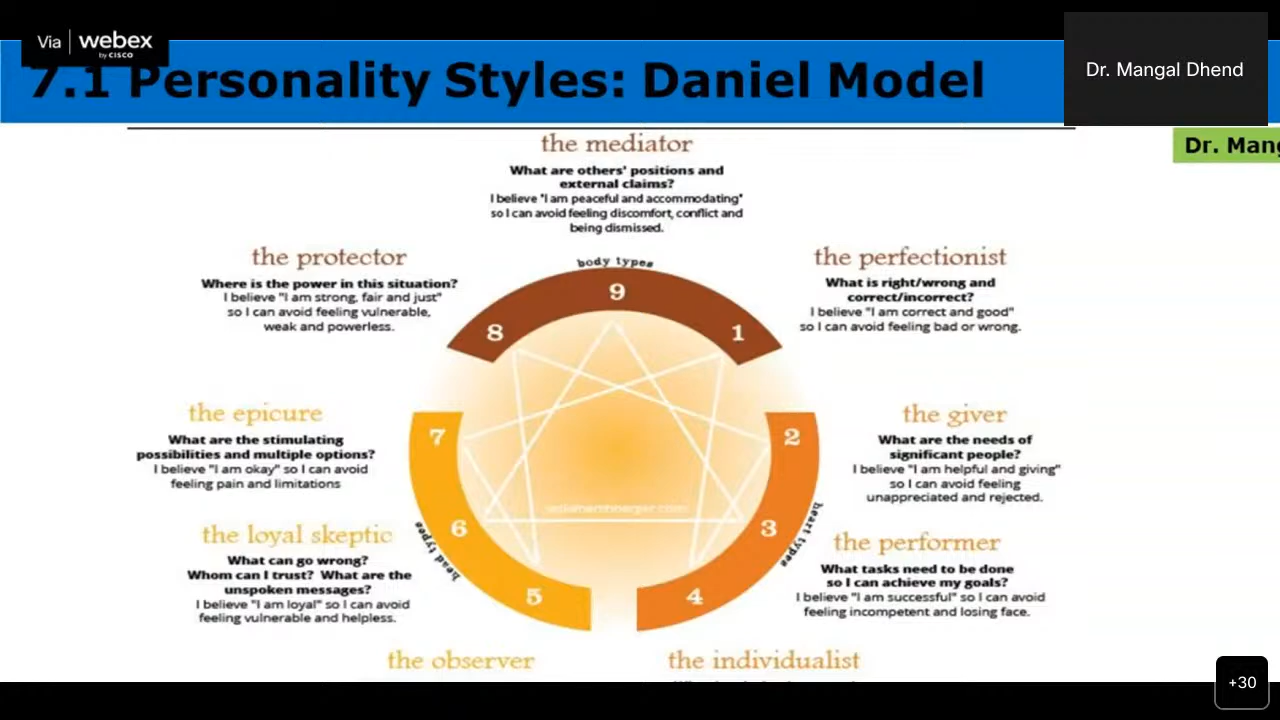 Via webex
by CISCO
7.1 Personality Styles: Daniel Model
Dr. Mangal Dhend
Dr. Mang
the mediator
What are others' positions and
external claims?
I believe "I am peaceful and accommodating"
so I can avoid feeling discomfort, conflict and
being dismissed.
the protector
Where is the power in this situation?
I believe "I am strong, fair and just"
so I can avoid feeling vulnerable,
weak and powerless.
the perfectionist
What is right/wrong and
correct/incorrect?
I believe "I am correct and good"
so I can avoid feeling bad or wrong.
body types
9
8
1
the epicure
What are the stimulating
possibilities and multiple options?
I believe "I am okay" so I can avoid
feeling pain and limitations
7
2
the giver
What are the needs of
significant people?
I believe "I am helpful and giving"
so I can avoid feeling
unappreciated and rejected.
the loyal skeptic
What can go wrong?
Whom can I trust? What are the
unspoken messages?
I believe "I am loyal" so I can avoid
feeling vulnerable and helpless.
head types
6
3
heart types
the performer
What tasks need to be done
so I can achieve my goals?
I believe "I am successful" so I can avoid
feeling incompetent and losing face.
5
4
the observer
the individualist
+30